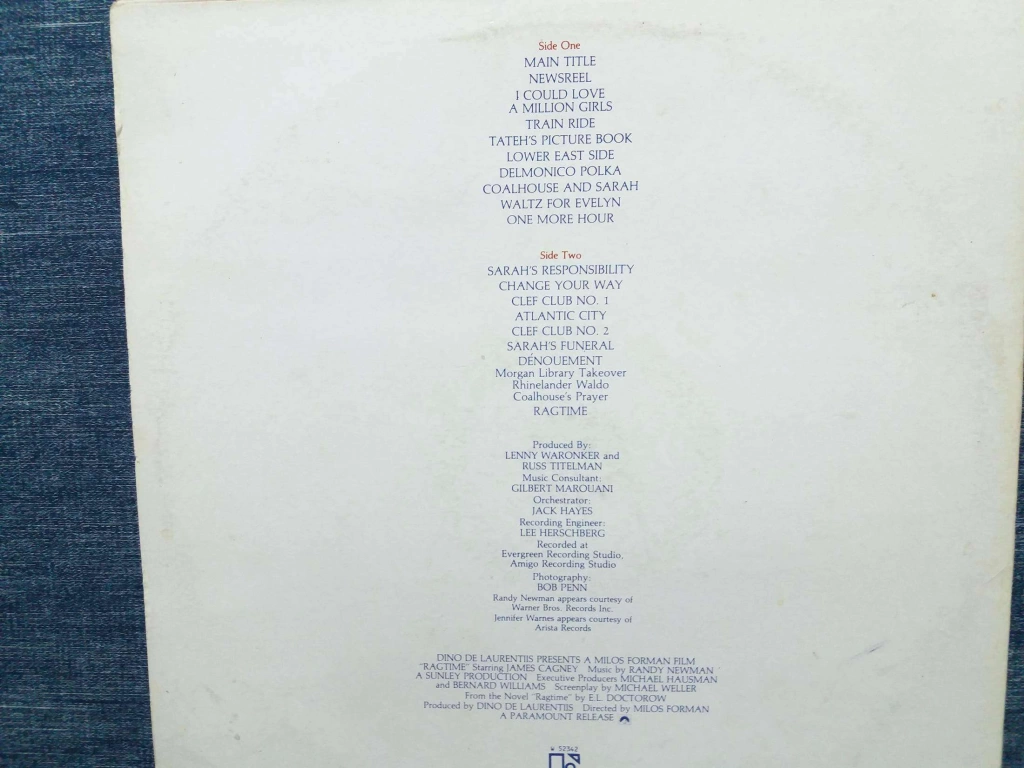 Side One
MAIN TITLE
NEWSREEL
I COULD LOVE
A MILLION GIRLS
TRAIN RIDE
TATEH'S PICTURE BOOK
LOWER EAST SIDE
DELMONICO POLKA
COALHOUSE AND SARAH
WALTZ FOR EVELYN
ONE MORE HOUR
Side Two
SARAH'S RESPONSIBILITY
CHANGE YOUR WAY
CLEF CLUB NO. 1
ATLANTIC CITY
CLEF CLUB NO. 2
SARAH'S FUNERAL
DÉNOUEMENT
Morgan Library Takeover
Rhinelander Waldo
Coalhouse's Prayer
RAGTIME
Produced By:
LENNY WARONKER and
RUSS TITELMAN
Music Consultant:
GILBERT MAROUANI
Orchestrator:
JACK HAYES
Recording Engineer:
LEE HERSCHBERG
Recorded at
Evergreen Recording Studio,
Amigo Recording Studio
Photography:
BOB PENN
Randy Newman appears courtesy of
Warner Bros. Records Inc.
Jennifer Warnes appears courtesy of
Arista Records
DINO DE LAURENTIIS PRESENTS A MILOS FORMAN FILM
"RAGTIME" Starring JAMES CAGNEY Music by RANDY NEWMAN
A SUNLEY PRODUCTION Executive Producers MICHAEL HAUSMAN
and BERNARD WILLIAMS Screenplay by MICHAEL WELLER
From the Novel "Ragtime" by E.L. DOCTOROW
Produced by DINO DE LAURENTIIS Directed by MILOS FORMAN
A PARAMOUNT RELEASE
52342